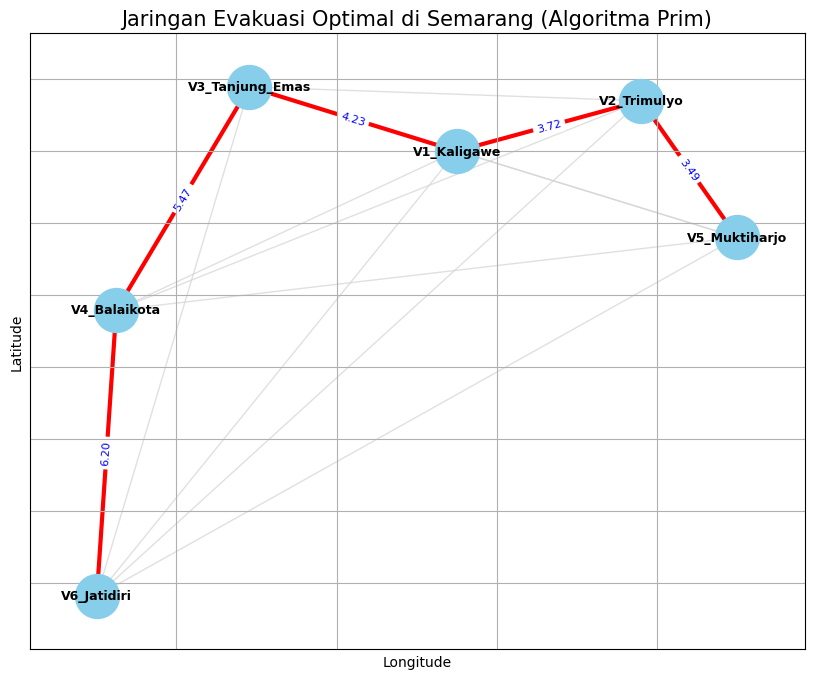 Jaringan Evakuasi Optimal di Semarang (Algoritma Prim)
V3_Tanjung_Emas
V2_Trimulyo
4.23
3.72
V1_Kaligawe
3.49
5.47
V5_Muktiharjo
V4_Balaikota
Latitude
6.20
V6_Jatidiri
Longitude